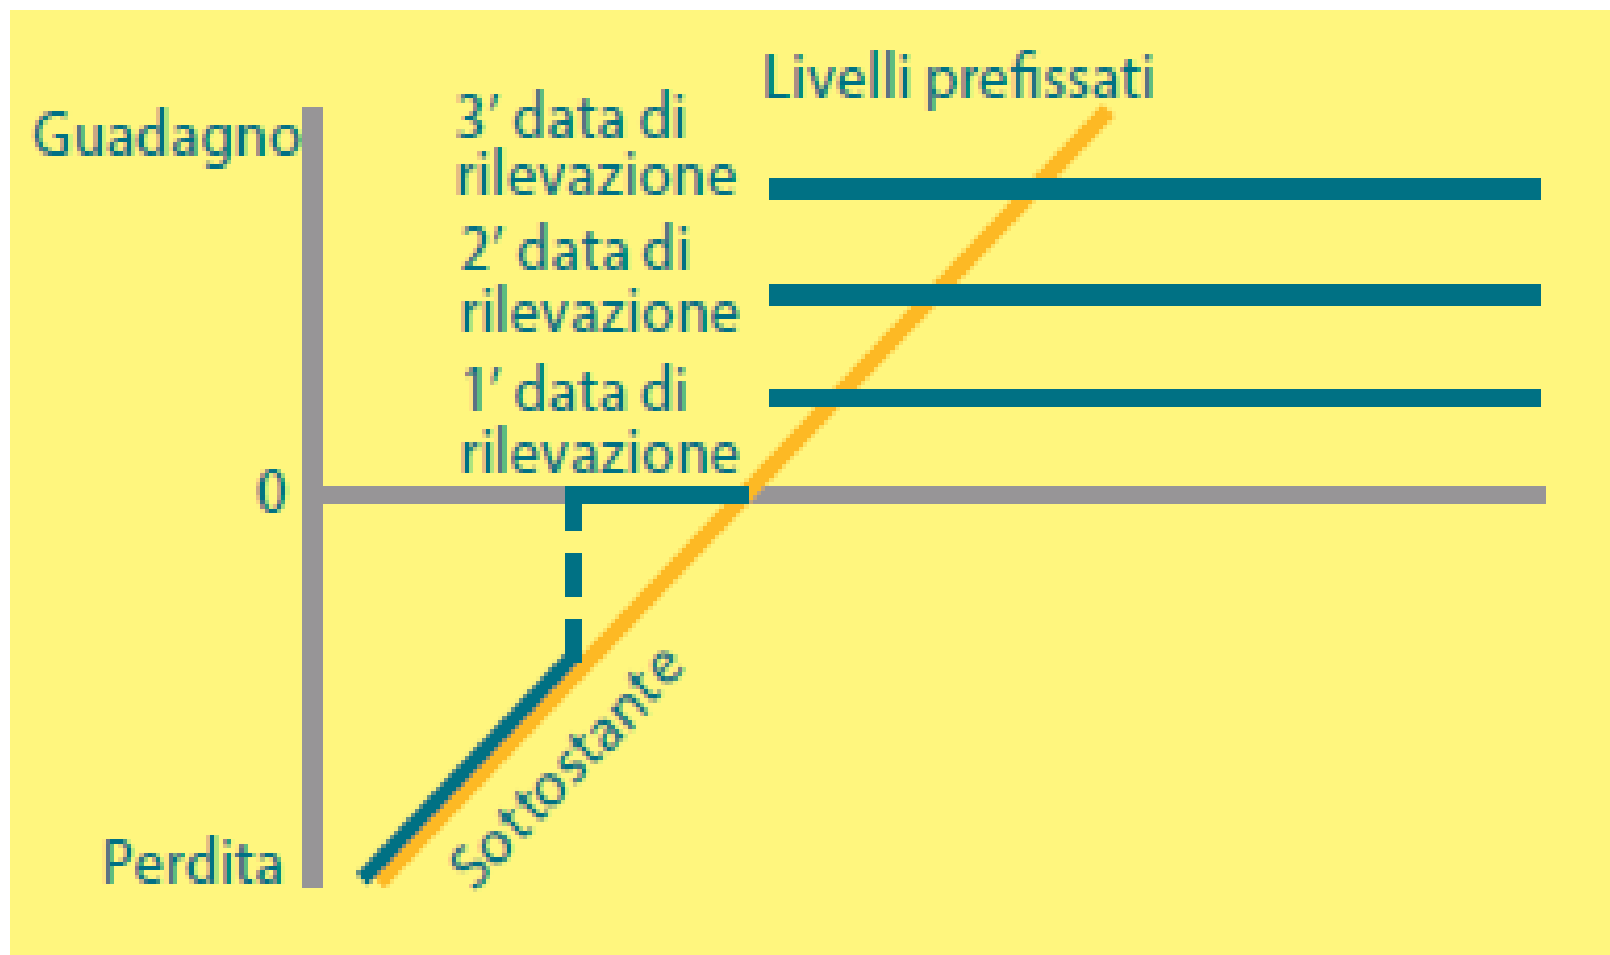 Livelli prefissati
Guadagno
3’ data di
rilevazione
2’ data di
rilevazione
1’ data di
rilevazione
0
Sottostante
Perdita